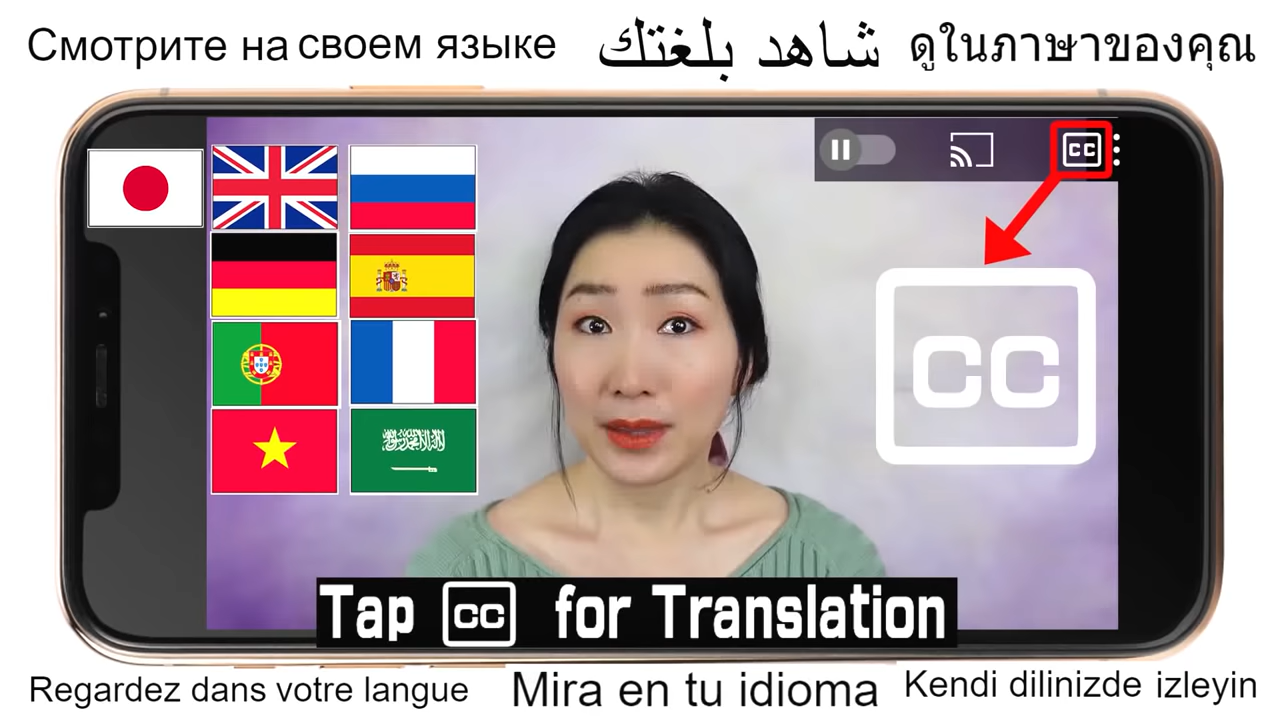 Смотрите на своем языке
شاهد بلغتك
ดูในภาษาของคุณ
CC
CC
Tap CC for Translation
Regardez dans votre langue
Mira en tu idioma
Kendi dilinizde izleyin